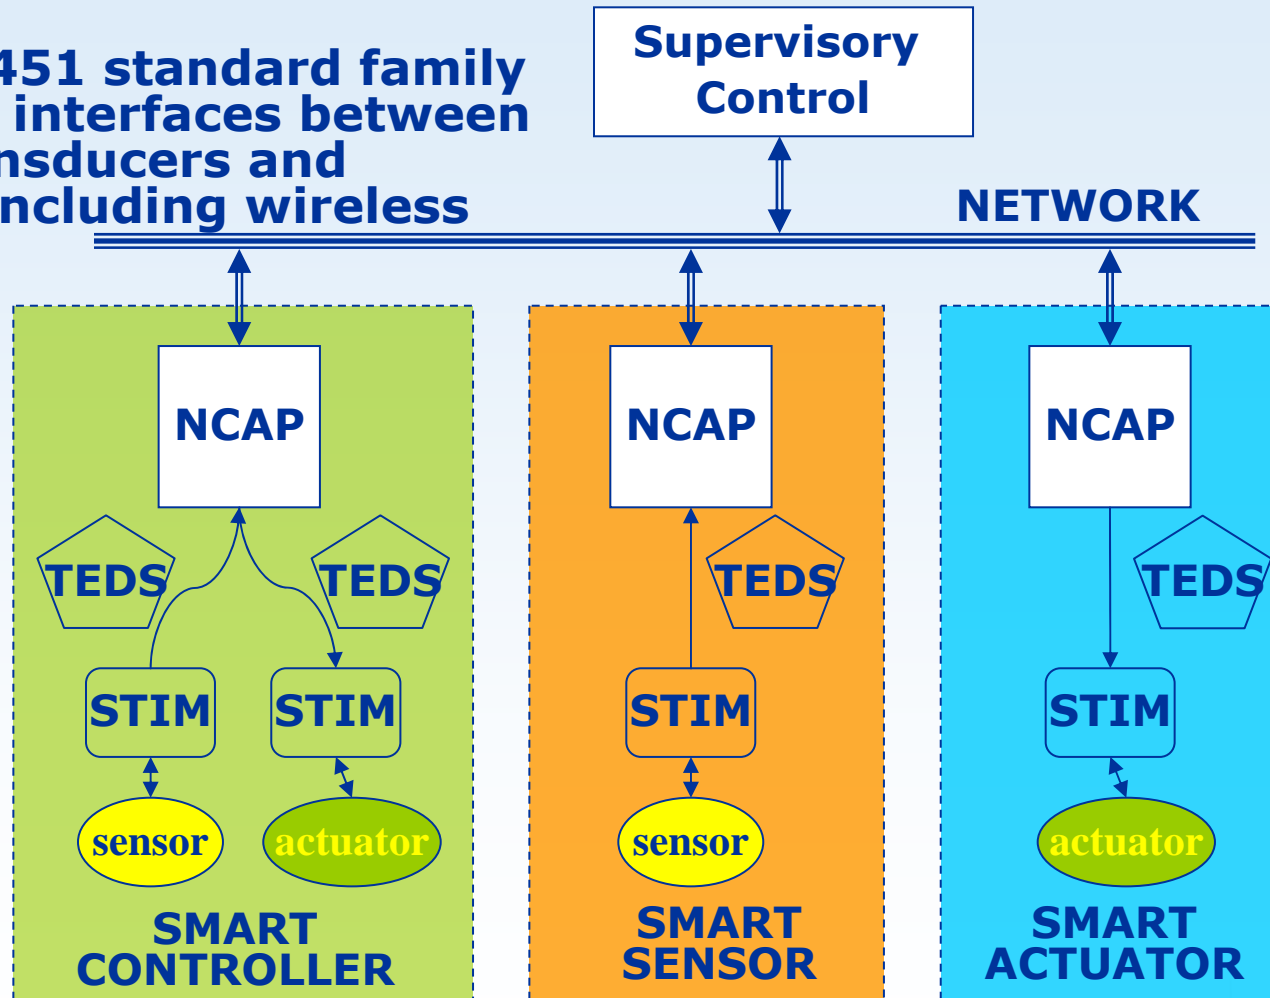 451 standard family
interfaces between
nsducers and
ncluding wireless
Supervisory
Control
NETWORK
NCAP
NCAP
NCAP
TEDS
TEDS
TEDS
TEDS
STIM
STIM
STIM
STIM
sensor
actuator
sensor
actuator
SMART
CONTROLLER
SMART
SENSOR
SMART
ACTUATOR